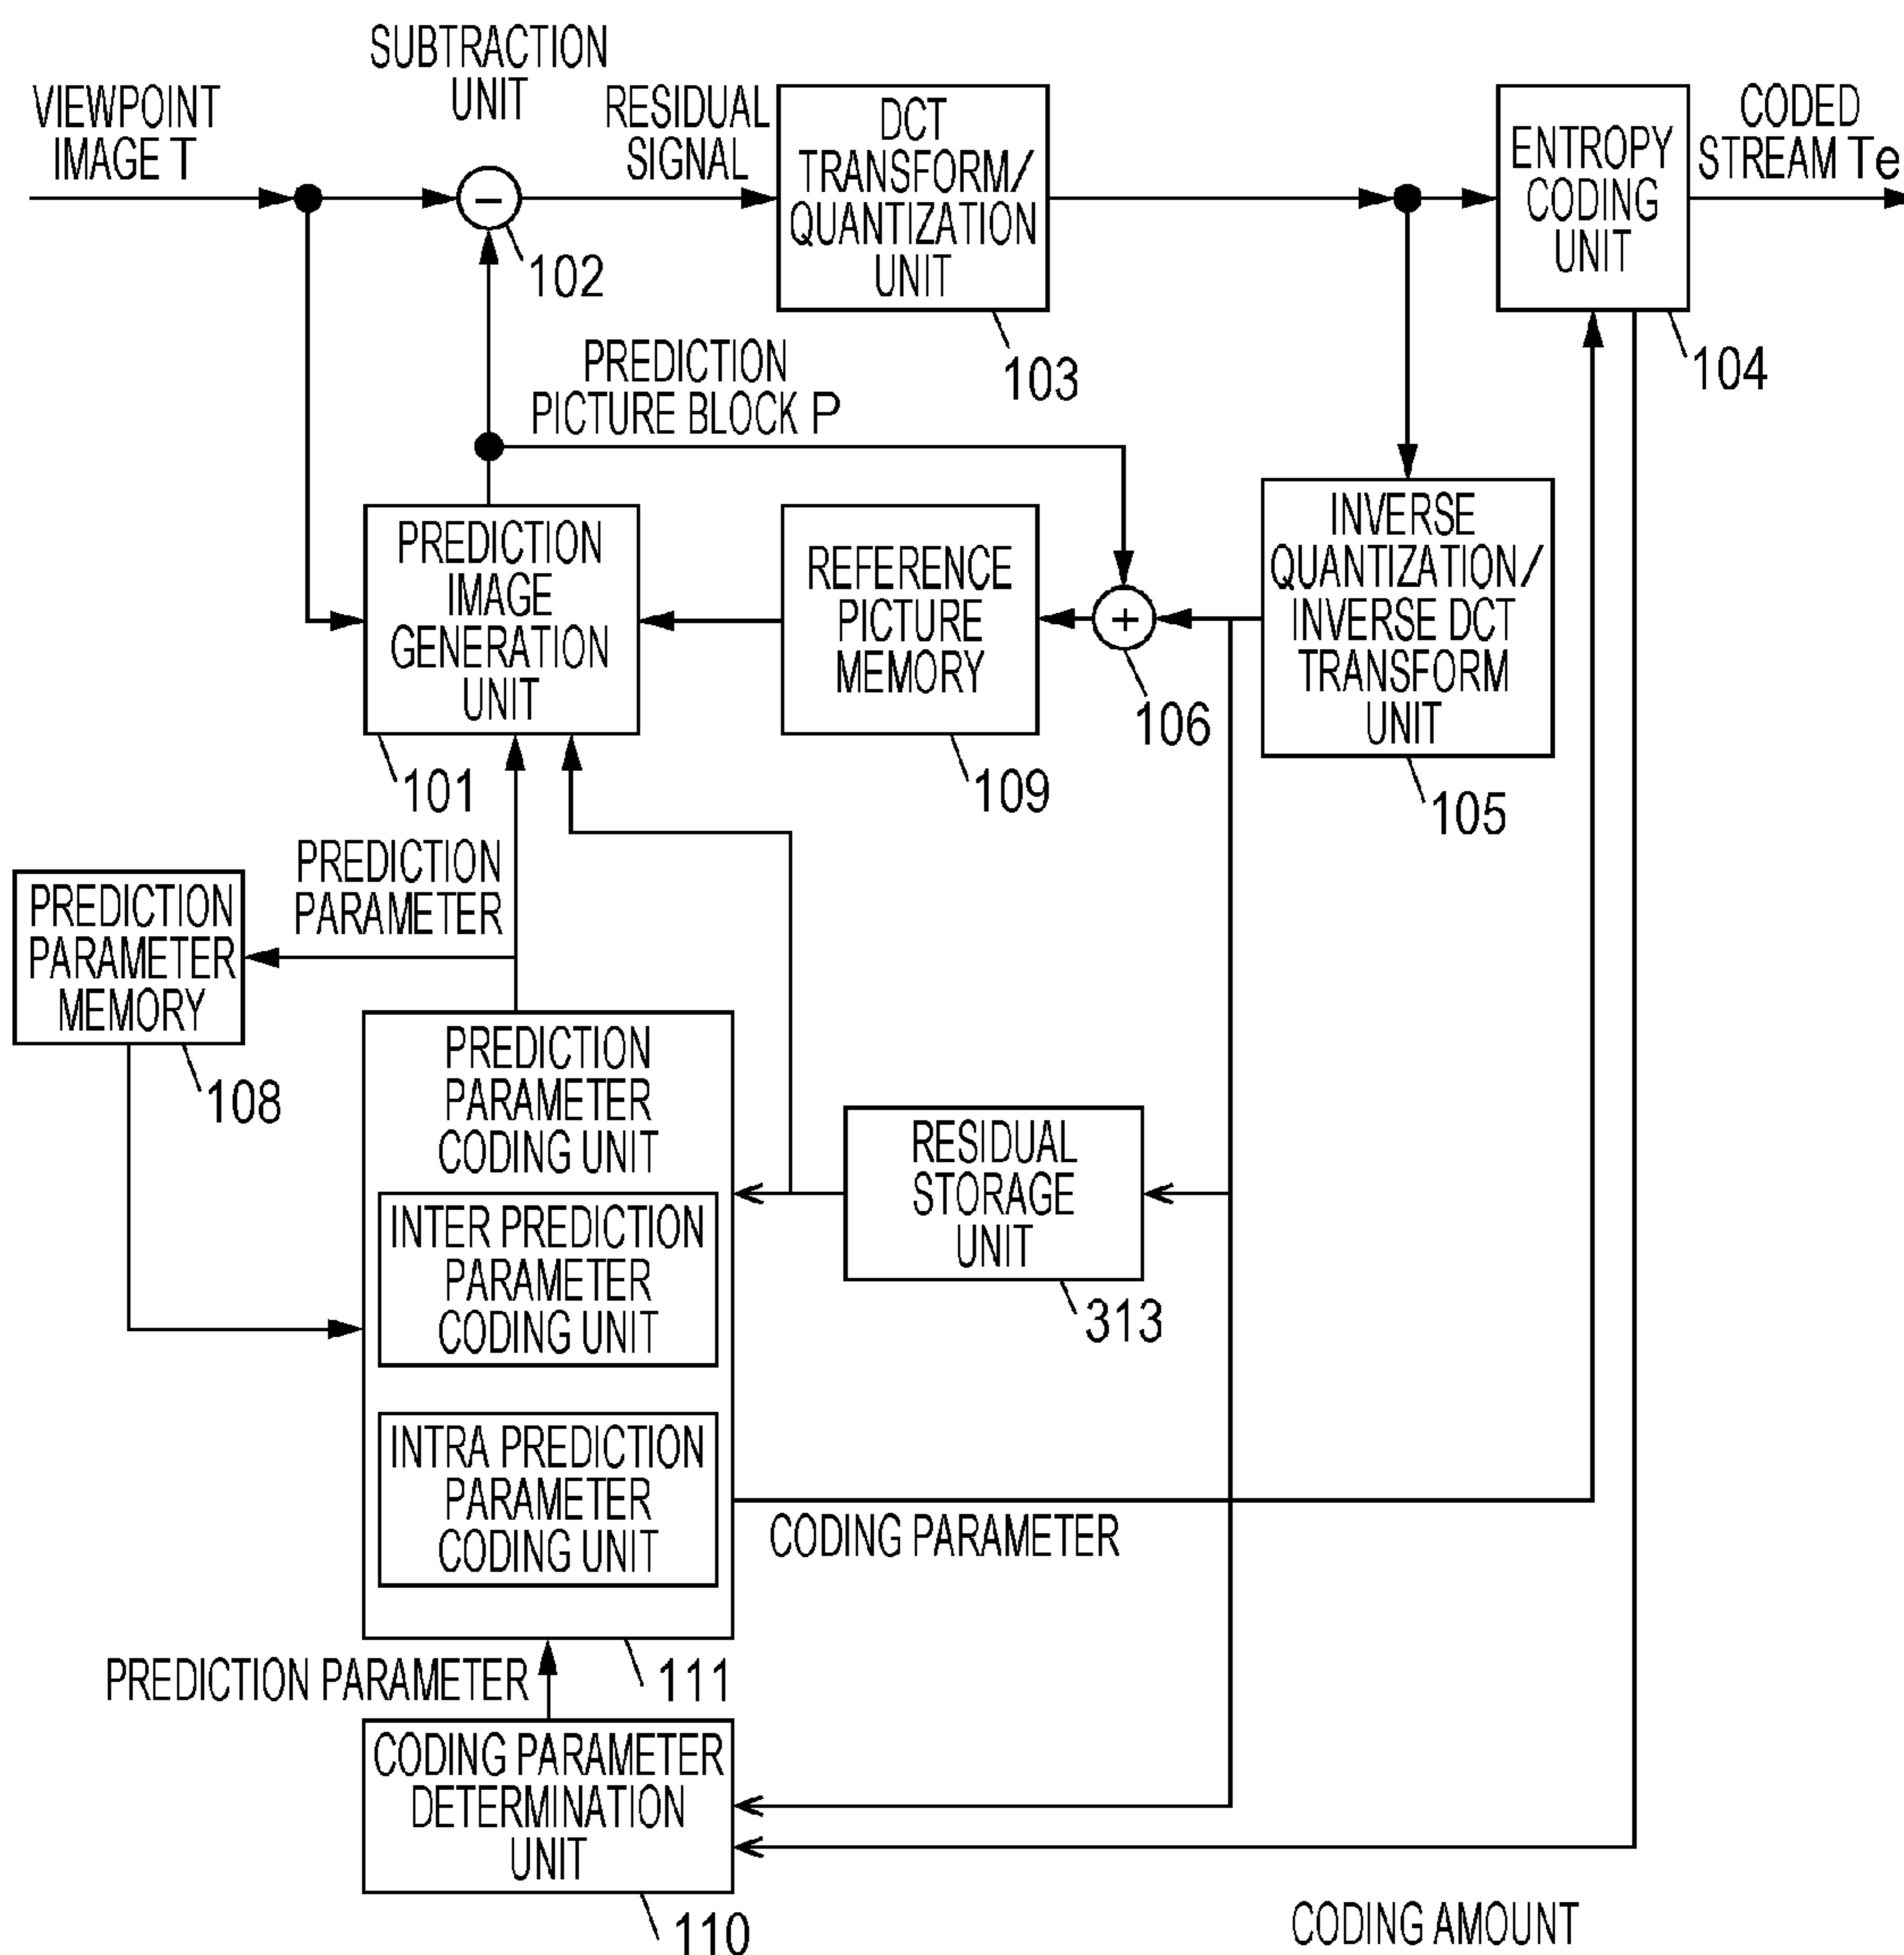 SUBTRACTION
UNIT
VIEWPOINT
IMAGE T
RESIDUAL
SIGNAL
DCT
TRANSFORM/
QUANTIZATION
UNIT
ENTROPY
CODING
UNIT
CODED
STREAM Te
−
102
103
104
PREDICTION
PICTURE BLOCK P
PREDICTION
IMAGE
GENERATION
UNIT
REFERENCE
PICTURE
MEMORY
+
INVERSE
QUANTIZATION/
INVERSE DCT
TRANSFORM
UNIT
101
109
106
105
PREDICTION
PARAMETER
PREDICTION
PARAMETER
MEMORY
108
PREDICTION
PARAMETER
CODING UNIT
INTER PREDICTION
PARAMETER
CODING UNIT
INTRA PREDICTION
PARAMETER
CODING UNIT
RESIDUAL
STORAGE
UNIT
313
CODING PARAMETER
111
PREDICTION PARAMETER
CODING PARAMETER
DETERMINATION
UNIT
110
CODING AMOUNT